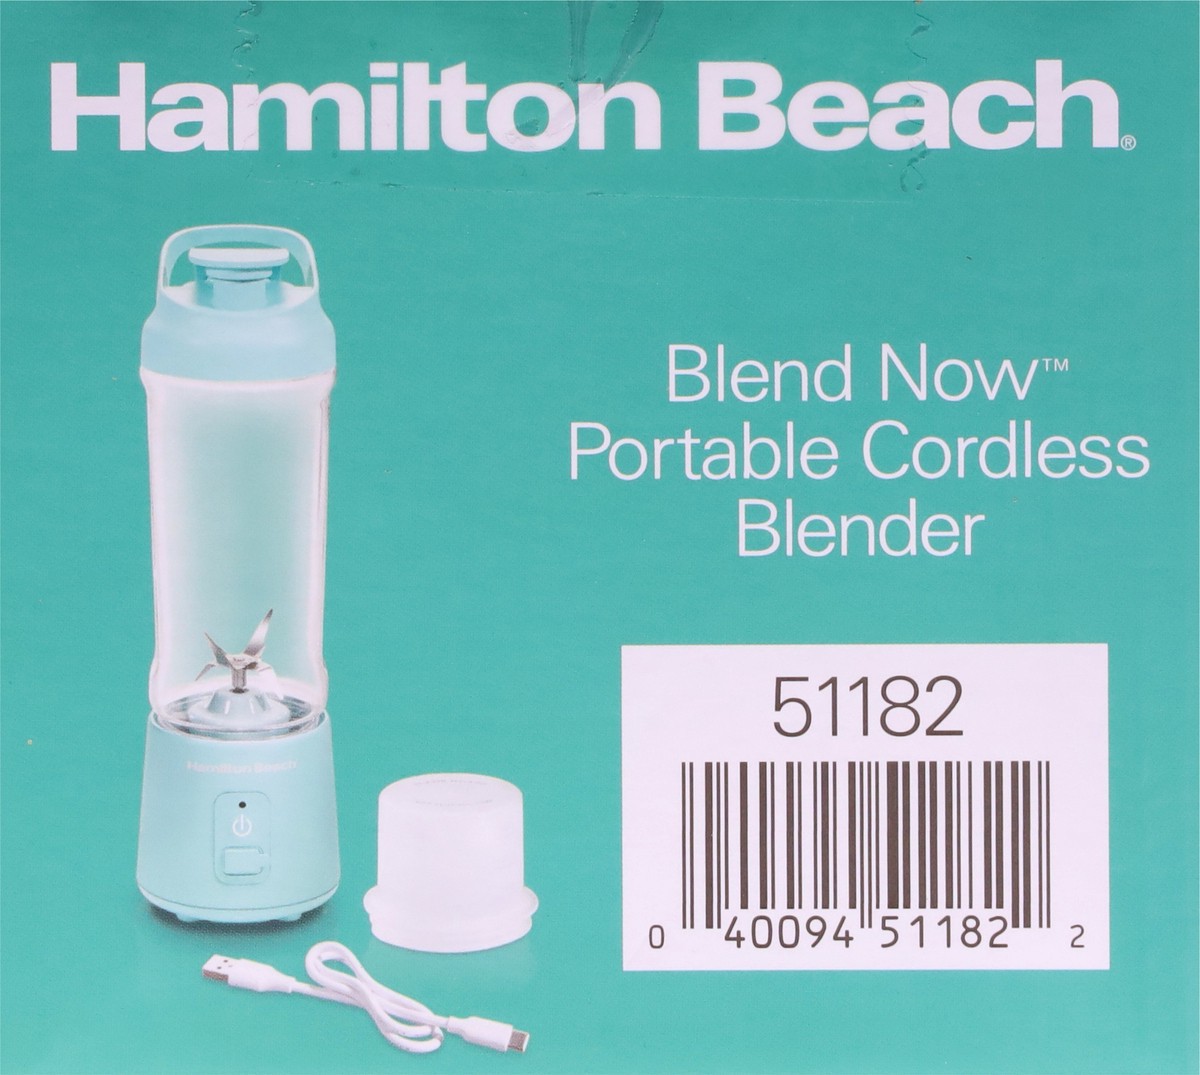 Hamilton Beach®
Blend Now™
Portable Cordless
Blender
51182
Hamilton Beach
0 40094 51182 2